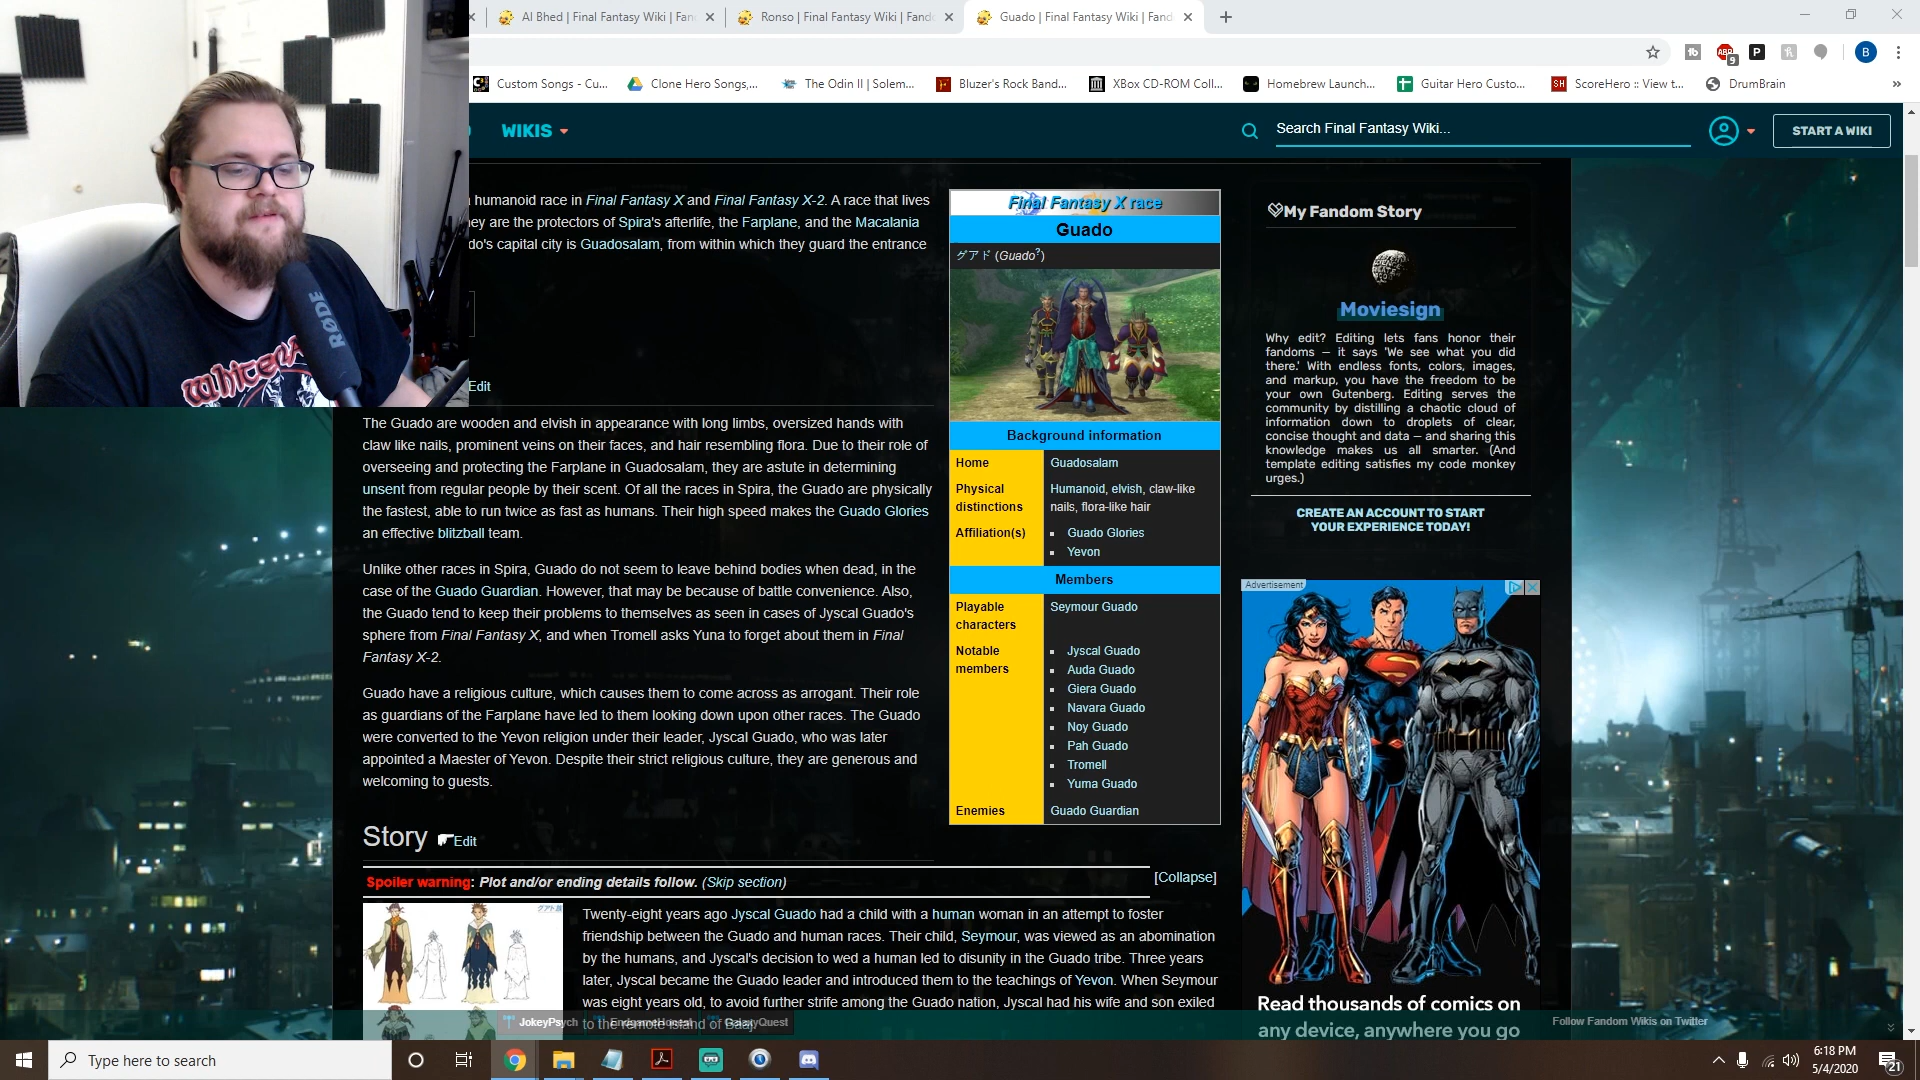 Al Bhed | Final Fantasy Wiki | Fan
Ronso | Final Fantasy Wiki | Fand
Guado | Final Fantasy Wiki | Fand
Custom Songs - Cu...
Clone Hero Songs,...
The Odin II | Solem...
Bluzer's Rock Band...
XBox CD-ROM Coll...
Homebrew Launch...
Guitar Hero Custo...
ScoreHero :: View t...
DrumBrain
WIKIS
Search Final Fantasy Wiki...
START A WIKI
humanoid race in Final Fantasy X and Final Fantasy X-2. A race that lives
ey are the protectors of Spira's afterlife, the Farplane, and the Macalania
do's capital city is Guadosalam, from within which they guard the entrance
Edit
The Guado are wooden and elvish in appearance with long limbs, oversized hands with
claw like nails, prominent veins on their faces, and hair resembling flora. Due to their role of
overseeing and protecting the Farplane in Guadosalam, they are astute in determining
unsent from regular people by their scent. Of all the races in Spira, the Guado are physically
the fastest, able to run twice as fast as humans. Their high speed makes the Guado Glories
an effective blitzball team.
Unlike other races in Spira, Guado do not seem to leave behind bodies when dead, in the
case of the Guado Guardian. However, that may be because of battle convenience. Also,
the Guado tend to keep their problems to themselves as seen in cases of Jyscal Guado's
sphere from Final Fantasy X, and when Tromell asks Yuna to forget about them in Final
Fantasy X-2.
Guado have a religious culture, which causes them to come across as arrogant. Their role
as guardians of the Farplane have led to them looking down upon other races. The Guado
were converted to the Yevon religion under their leader, Jyscal Guado, who was later
appointed a Maester of Yevon. Despite their strict religious culture, they are generous and
welcoming to guests.
Story Edit
Spoiler warning: Plot and/or ending details follow. (Skip section)
[Collapse]
Twenty-eight years ago Jyscal Guado had a child with a human woman in an attempt to foster
friendship between the Guado and human races. Their child, Seymour, was viewed as an abomination
by the humans, and Jyscal's decision to wed a human led to disunity in the Guado tribe. Three years
later, Jyscal became the Guado leader and introduced them to the teachings of Yevon. When Seymour
was eight years old, to avoid further strife among the Guado nation, Jyscal had his wife and son exiled
to the remote island of Baaj.
JokeyPsych
Final Fantasy X race
Guado
グアド (Guado?)
Background information
Home Guadosalam
Physical distinctions Humanoid, elvish, claw-like
nails, flora-like hair
Affiliation(s)
Guado Glories
Yevon
Members
Playable characters Seymour Guado
Notable members
Jyscal Guado
Auda Guado
Giera Guado
Navara Guado
Noy Guado
Pah Guado
Tromell
Yuma Guado
Enemies Guado Guardian
My Fandom Story
Moviesign
Why edit? Editing lets fans honor their
fandoms — it says 'We see what you did
there.' With endless fonts, colors, images,
and markup, you have the freedom to be
your own Gutenberg. Editing serves the
community by distilling a chaotic cloud of
information down to droplets of clear,
concise thought and data — and sharing this
knowledge makes us all smarter. (And
template editing satisfies my code monkey
urges.)
CREATE AN ACCOUNT TO START
YOUR EXPERIENCE TODAY!
Advertisement
Read thousands of comics on
any device, anywhere you go
Follow Fandom Wikis on Twitter
RØDE
Type here to search
6:18 PM
5/4/2020
21